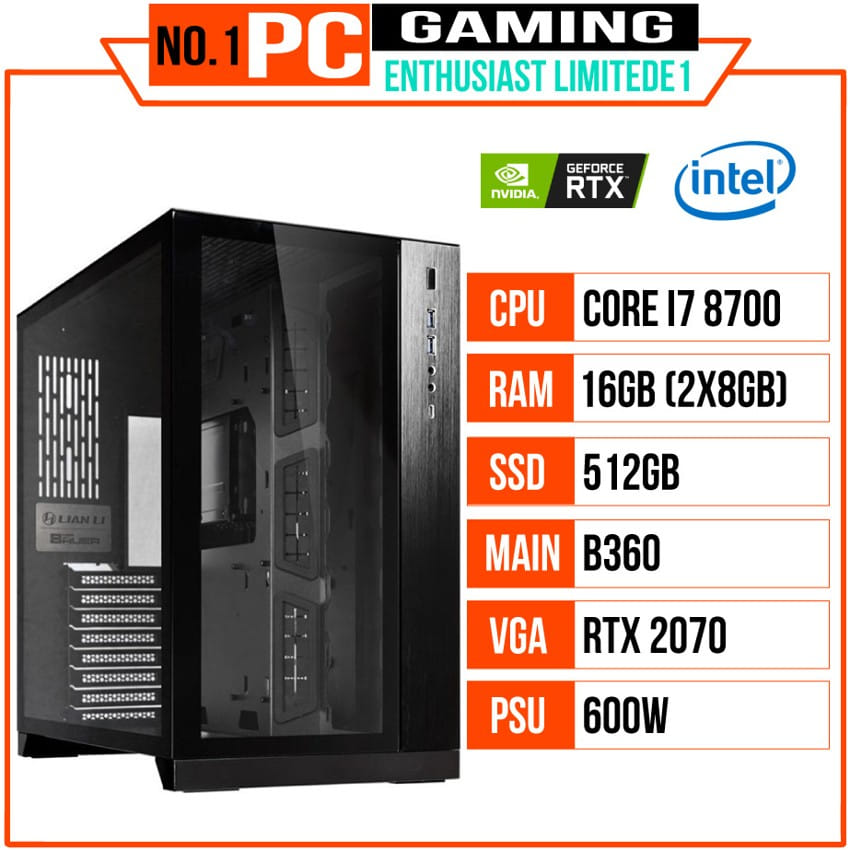 NO.1 PC GAMING
ENTHUSIAST LIMITEDE1
NVIDIA. GEFORCE RTX
intel
CPU CORE I7 8700
RAM 16GB (2X8GB)
SSD 512GB
MAIN B360
VGA RTX 2070
PSU 600W
LIAN LI